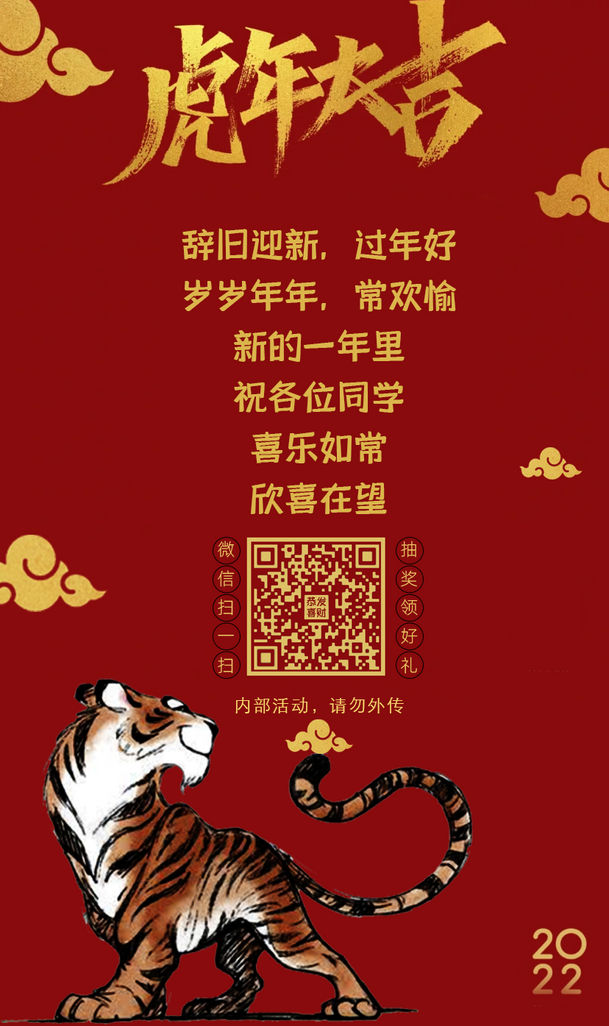 虎年大吉
辞旧迎新，过年好
岁岁年年，常欢愉
新的一年里
祝各位同学
喜乐如常
欣喜在望
微信扫一扫
恭发
喜财
抽奖领好礼
内部活动，请勿外传
20
22